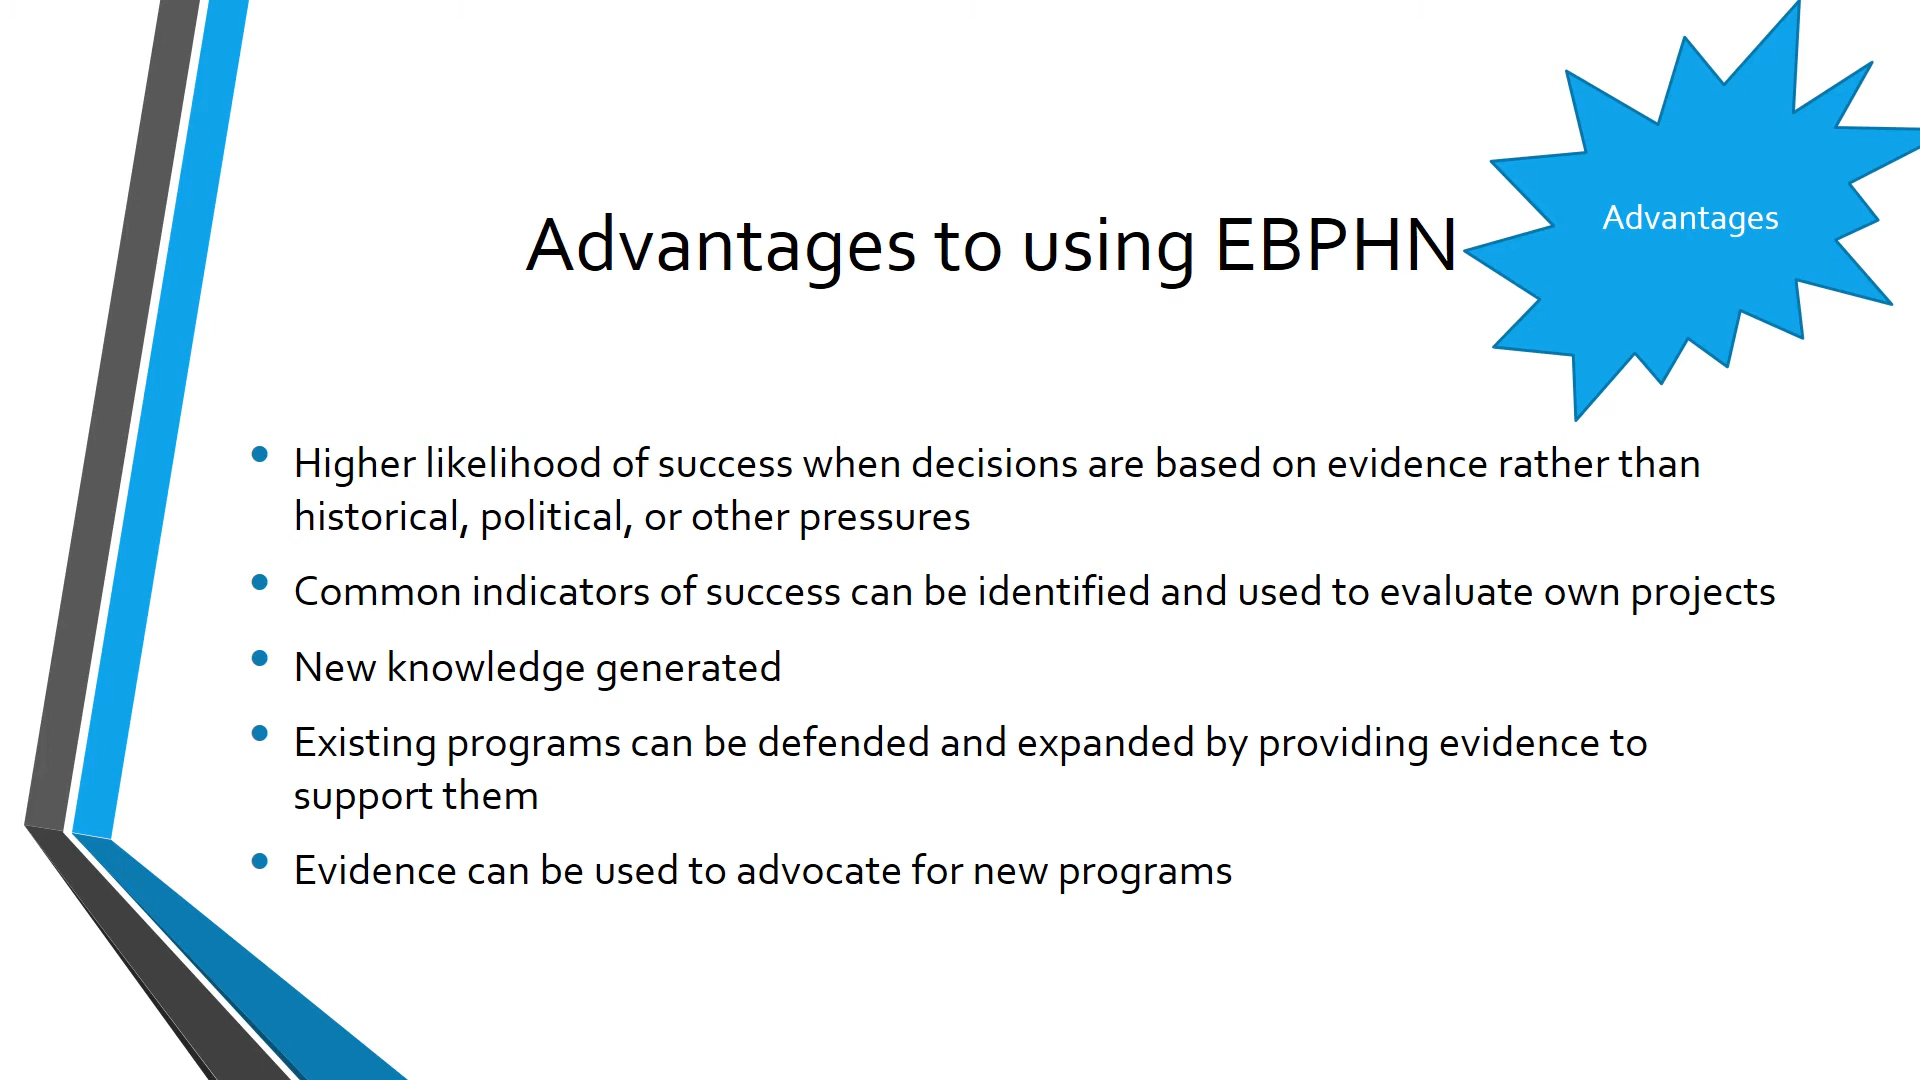 Advantages to using EBPHN
Advantages
• Higher likelihood of success when decisions are based on evidence rather than
historical, political, or other pressures
• Common indicators of success can be identified and used to evaluate own projects
• New knowledge generated
• Existing programs can be defended and expanded by providing evidence to
support them
• Evidence can be used to advocate for new programs